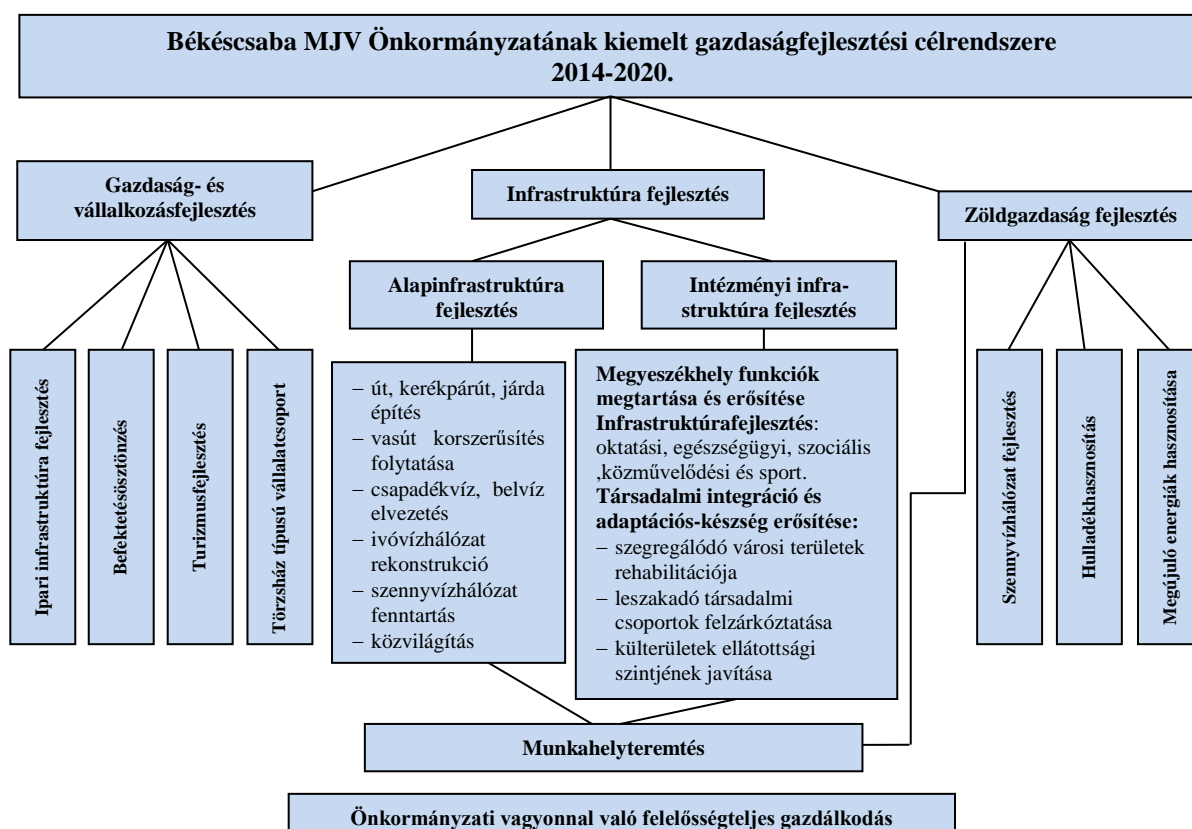 Békéscsaba MJV Önkormányzatának kiemelt gazdaságfejlesztési célrendszere
2014-2020.
Gazdaság- és
vállalkozásfejlesztés
Infrastruktúra fejlesztés
Zöldgazdaság fejlesztés
Alapinfrastruktúra
fejlesztés
Intézményi infra-
struktúra fejlesztés
Ipari infrastruktúra fejlesztés
Befektetésösztönzés
Turizmusfejlesztés
Törzsház típusú vállalatcsoport
– út, kerékpárút, járda
építés
– vasút korszerűsítés
folytatása
– csapadékvíz, belvíz
elvezetés
– ivóvízhálózat
rekonstrukció
– szennyvízhálózat
fenntartás
– közvilágítás
Megyeszékhely funkciók
megtartása és erősítése
Infrastruktúrafejlesztés:
oktatási, egészségügyi, szociális
,közművelődési és sport.
Társadalmi integráció és
adaptációs-készség erősítése:
– szegregálódó városi területek
rehabilitációja
– leszakadó társadalmi
csoportok felzárkóztatása
– külterületek ellátottsági
szintjének javítása
Szennyvízhálózat fejlesztés
Hulladékhasznosítás
Megújuló energiák hasznosítása
Munkahelyteremtés
Önkormányzati vagyonnal való felelősségteljes gazdálkodás